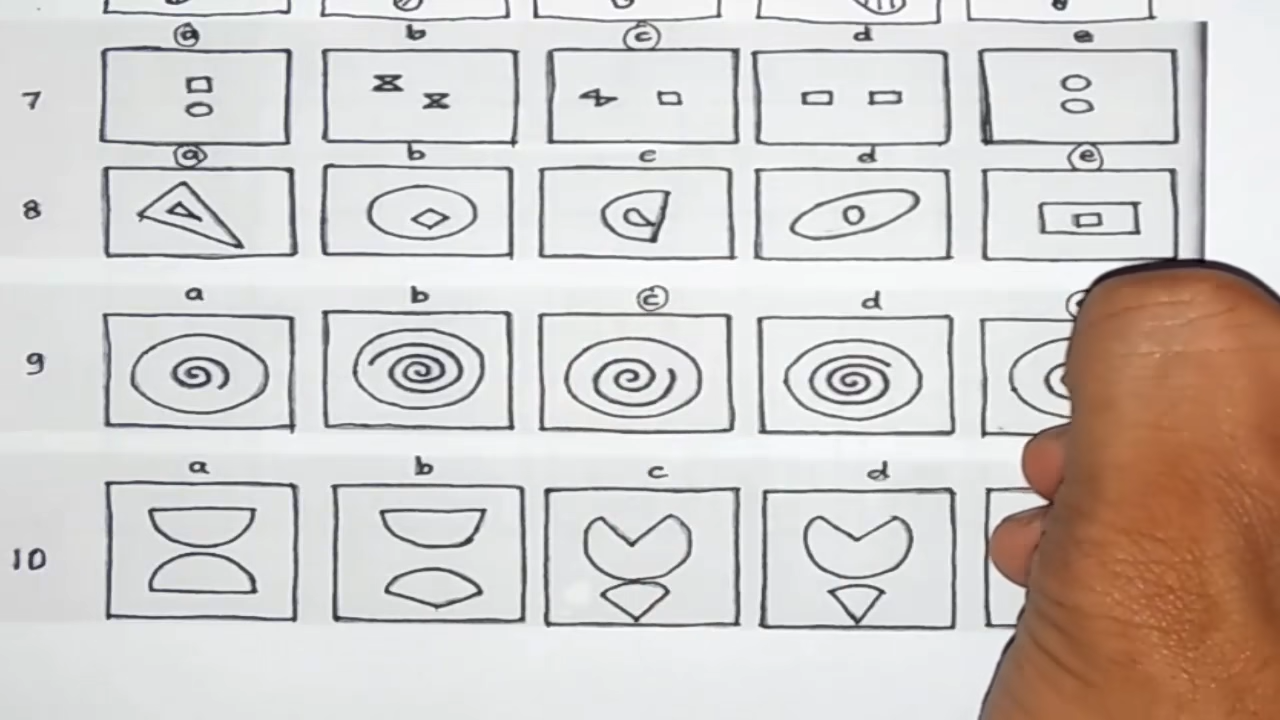 a b c d e
7
a b c d e
8
a b c d
9
a b c d
10